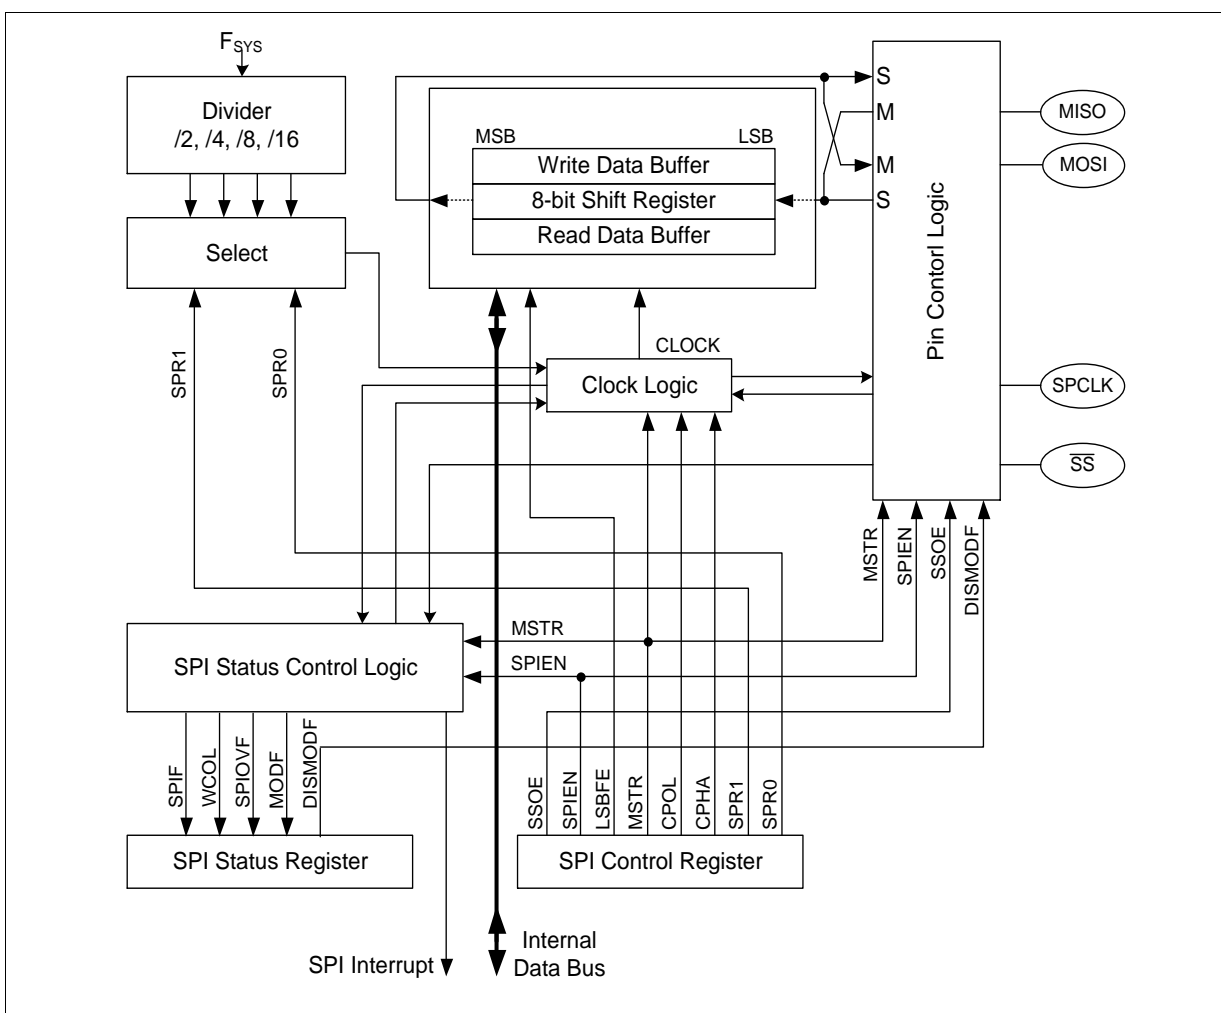 FSYS
Divider
/2, /4, /8, /16
Select
SPR1
SPR0
MSB
LSB
Write Data Buffer
8-bit Shift Register
Read Data Buffer
CLOCK
Clock Logic
S
M
M
S
Pin Contorl Logic
MISO
MOSI
SPCLK
SS
MSTR
SPIEN
SSOE
DISMODF
MSTR
SPIEN
SPI Status Control Logic
SPIF
WCOL
SPIOVF
MODF
DISMODF
SPI Status Register
SSOE
SPIEN
LSBFE
MSTR
CPOL
CPHA
SPR1
SPR0
SPI Control Register
SPI Interrupt
Internal
Data Bus